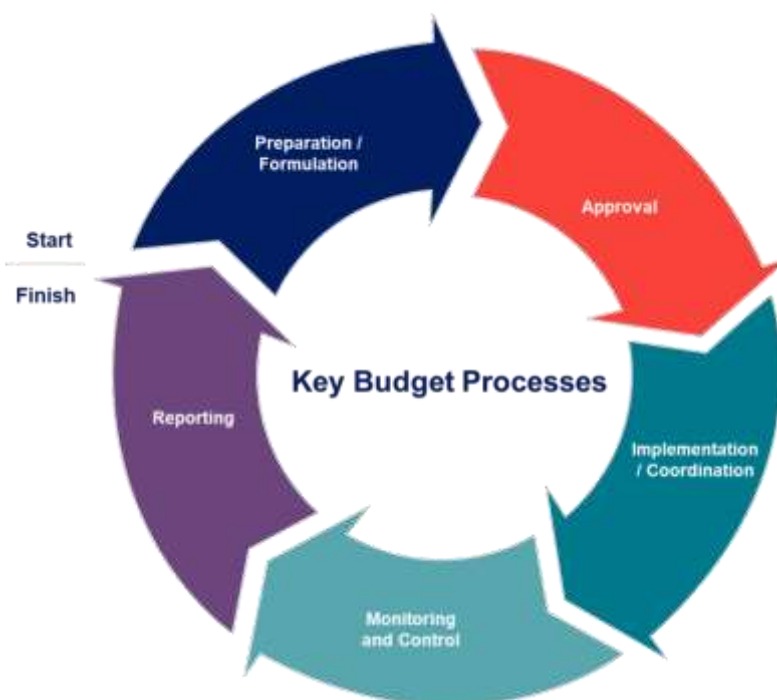 Preparation /
Formulation
Approval
Start
Finish
Key Budget Processes
Reporting
Implementation
/ Coordination
Monitoring
and Control